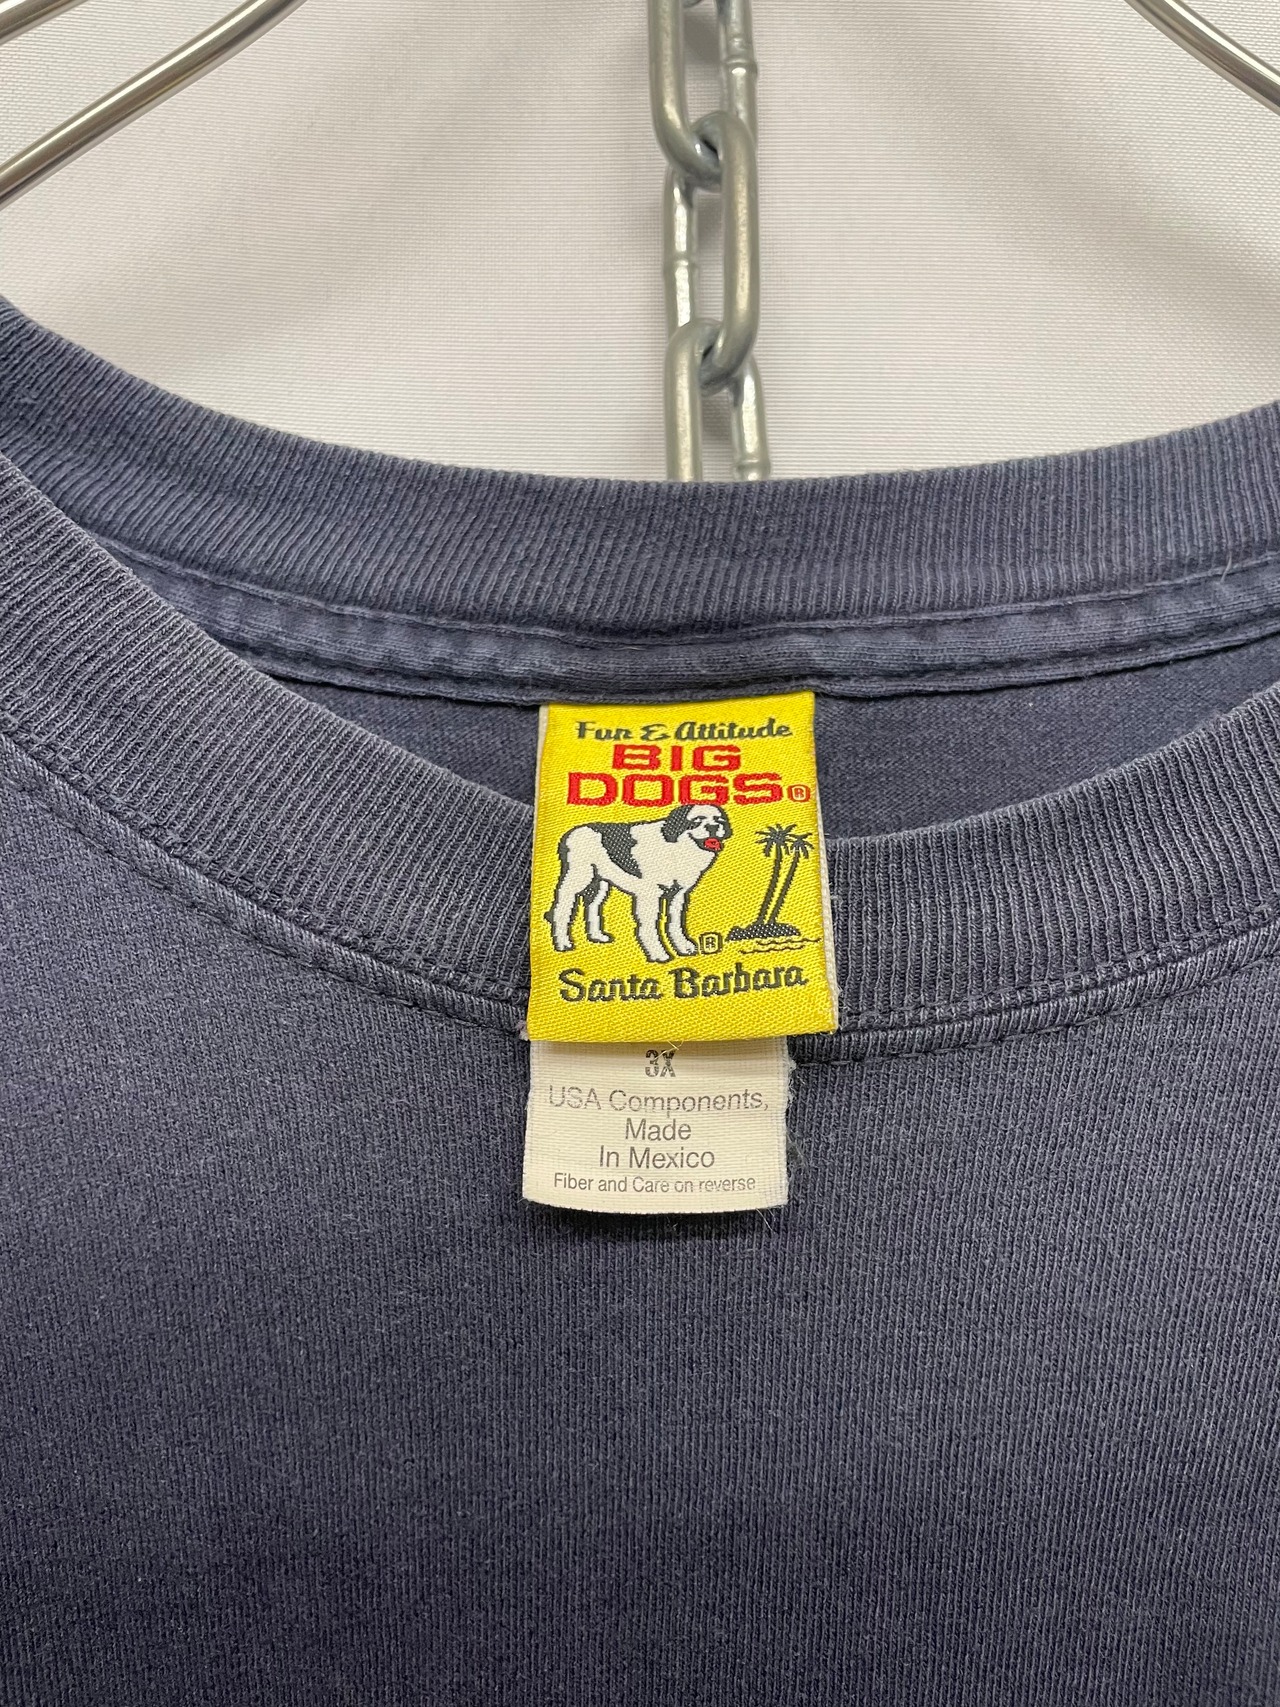 Fun & Attitude
BIG
DOGS®
®
Santa Barbara
3X
USA Components,
Made
In Mexico
Fiber and Care on reverse